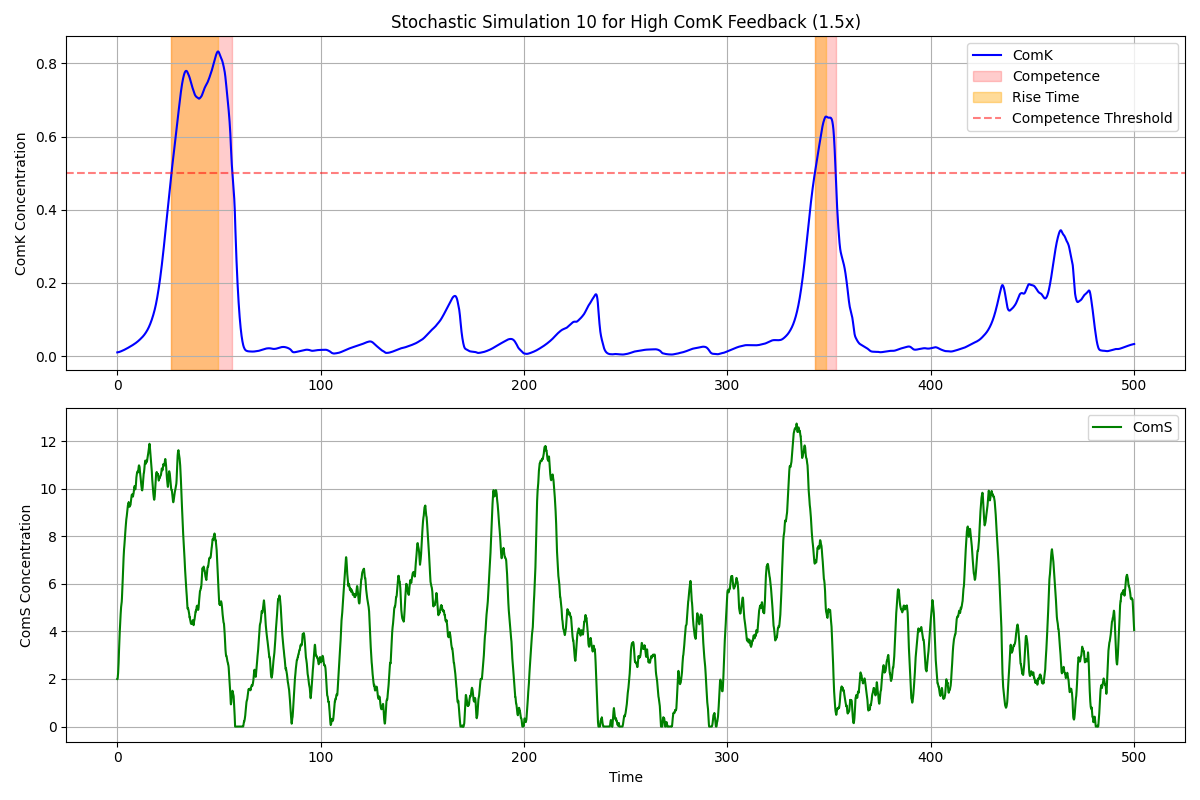 Stochastic Simulation 10 for High ComK Feedback (1.5x)
ComK
Competence
Rise Time
Competence Threshold
ComK Concentration
0.8
0.6
0.4
0.2
0.0
0 100 200 300 400 500
ComS
ComS Concentration
12
10
8
6
4
2
0
0 100 200 300 400 500
Time